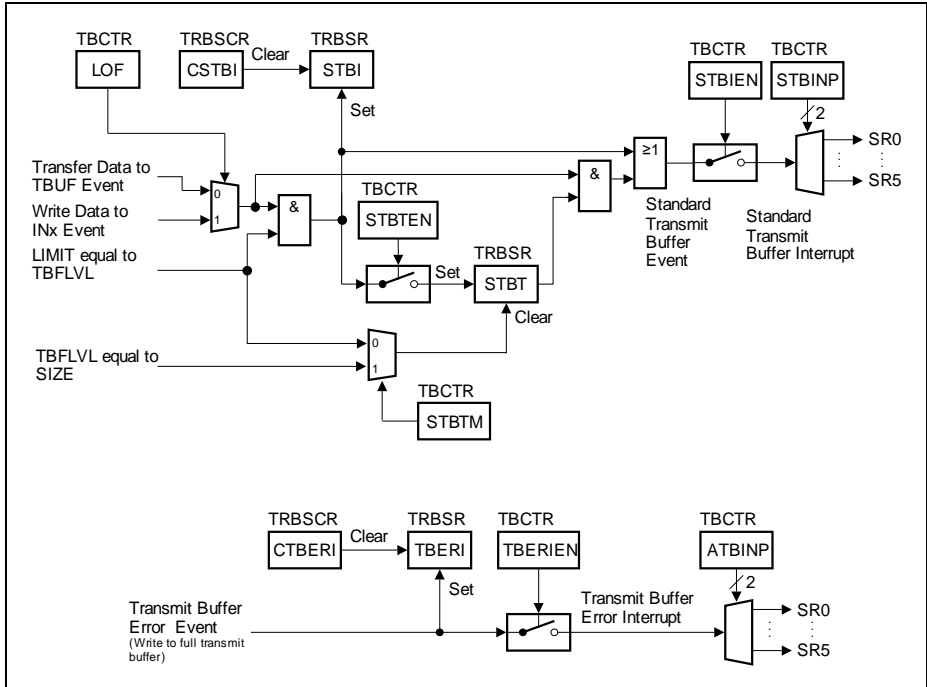 TBCTR
LOF
TRBSCR
CSTBI
Clear
TRBSR
STBI
Set
TBCTR
STBIEN
TBCTR
STBINP
2
SR0
SR5
Transfer Data to
TBUF Event
0
Write Data to
INx Event
1
&
LIMIT equal to
TBFLVL
TBCTR
STBTEN
Set
TRBSR
STBT
Clear
&
≥1
Standard
Transmit
Buffer
Event
Standard
Transmit
Buffer Interrupt
TBFLVL equal to
SIZE
0
1
TBCTR
STBTM
TRBSCR
CTBERI
Clear
TRBSR
TBERI
Set
TBCTR
TBERIEN
TBCTR
ATBINP
2
Transmit Buffer
Error Event
(Write to full transmit
buffer)
Transmit Buffer
Error Interrupt
SR0
SR5